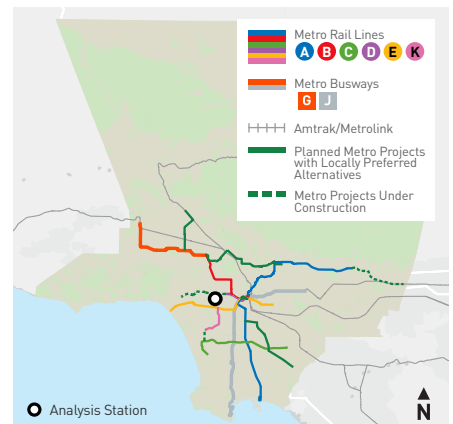 Metro Rail Lines
A B C D E K
Metro Busways
G J
Amtrak/Metrolink
Planned Metro Projects
with Locally Preferred
Alternatives
Metro Projects Under
Construction
Analysis Station
N